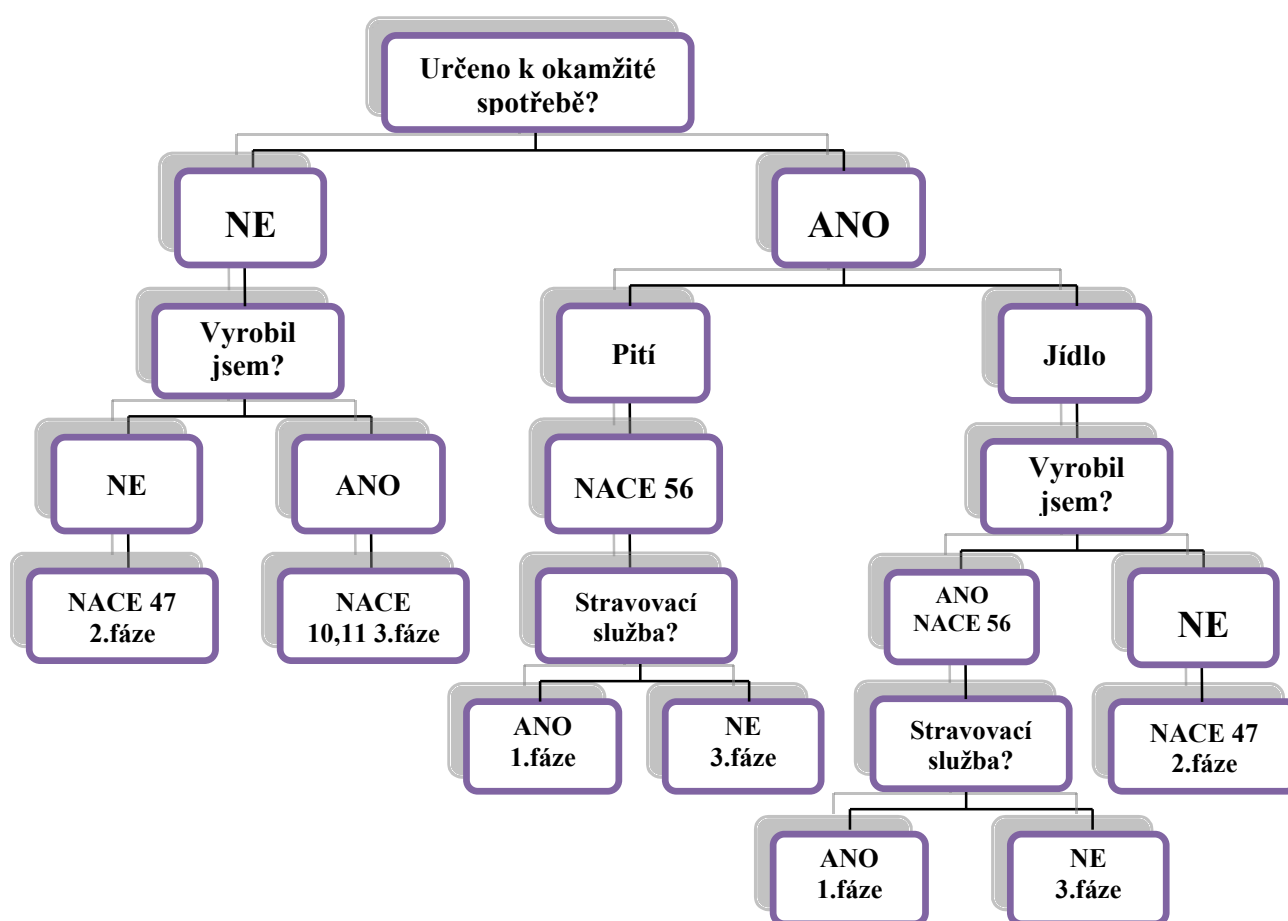 Určeno k okamžité
spotřebě?
NE
ANO
Vyrobil
jsem?
Pití
Jídlo
NE
ANO
NACE 56
Vyrobil
jsem?
NACE 47
2.fáze
NACE
10,11 3.fáze
Stravovací
služba?
ANO
NACE 56
NE
ANO
1.fáze
NE
3.fáze
Stravovací
služba?
NACE 47
2.fáze
ANO
1.fáze
NE
3.fáze